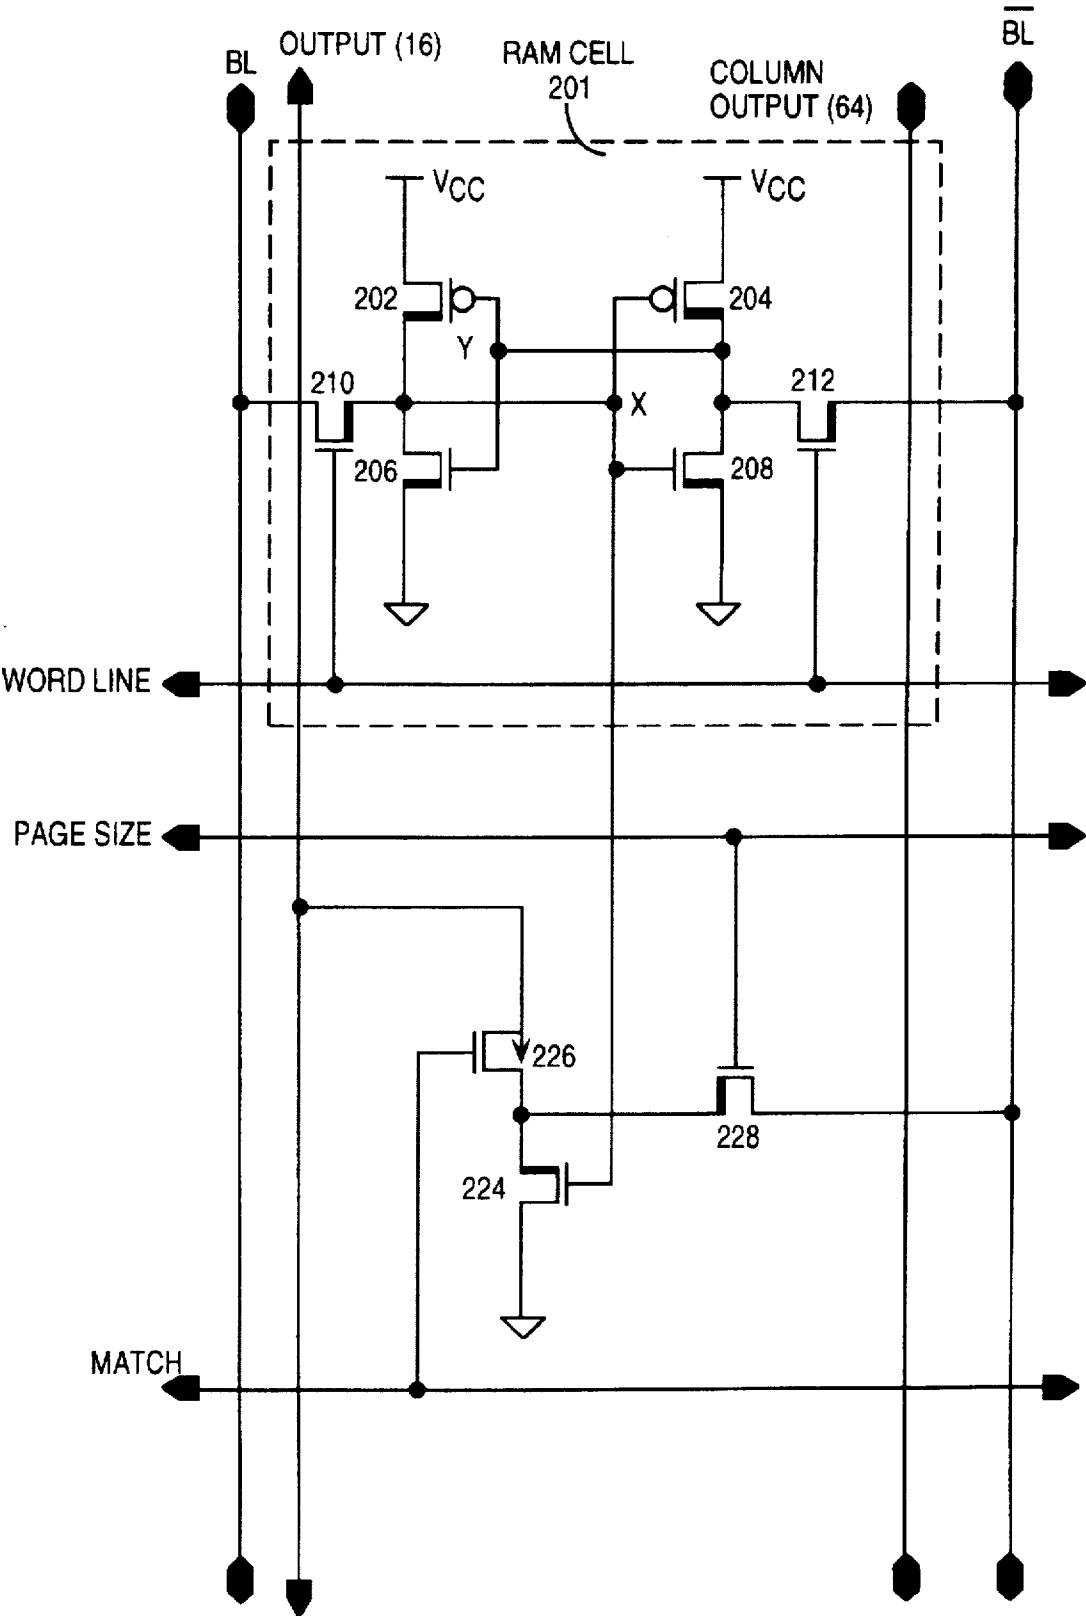 BL
OUTPUT (16)
RAM CELL
201
COLUMN
OUTPUT (64)
BL
VCC
VCC
202
204
Y
210
X
212
206
208
WORD LINE
PAGE SIZE
226
228
224
MATCH